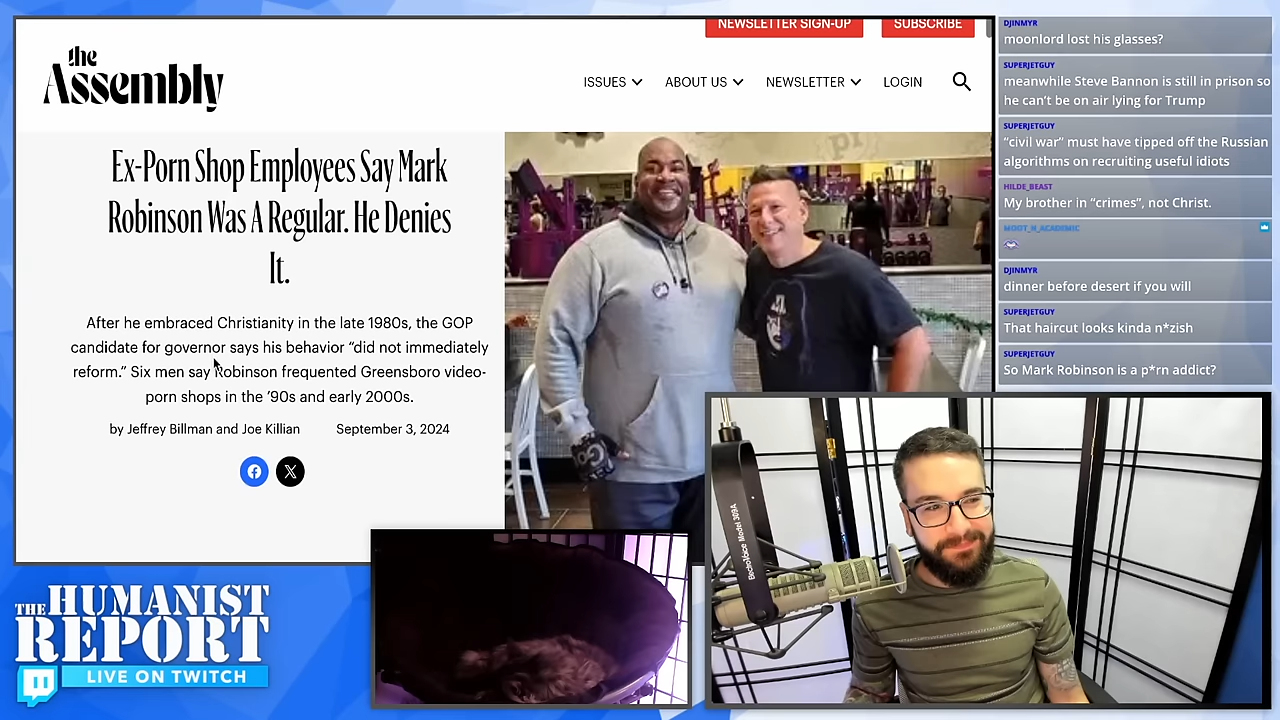 NEWSLETTER SIGN-UP
SUBSCRIBE
the
Assembly
ISSUES
ABOUT US
NEWSLETTER
LOGIN
Ex-Porn Shop Employees Say Mark
Robinson Was A Regular. He Denies
It.
After he embraced Christianity in the late 1980s, the GOP
candidate for governor says his behavior “did not immediately
reform.” Six men say Robinson frequented Greensboro video-
porn shops in the ’90s and early 2000s.
by Jeffrey Billman and Joe Killian
September 3, 2024
DJINMYR
moonlord lost his glasses?
SUPERJETGUY
meanwhile Steve Bannon is still in prison so
he can’t be on air lying for Trump
SUPERJETGUY
“civil war” must have tipped off the Russian
algorithms on recruiting useful idiots
HILDE_BEAST
My brother in “crimes”, not Christ.
MOOT_N_ACADEMIC
DJINMYR
dinner before desert if you will
SUPERJETGUY
That haircut looks kinda n*zish
SUPERJETGUY
So Mark Robinson is a p*rn addict?
ElectroVoice Model 309A
THE HUMANIST
REPORT
LIVE ON TWITCH